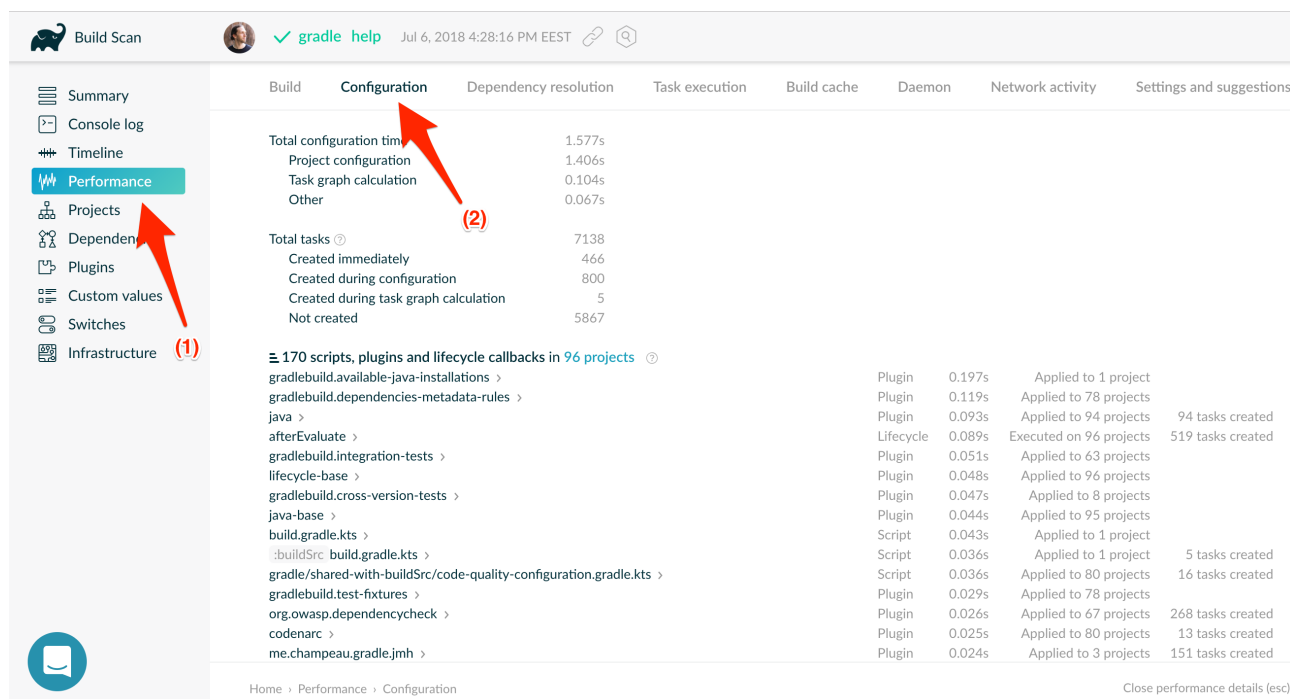 Build Scan
gradle help Jul 6, 2018 4:28:16 PM EEST
Summary
Console log
Timeline
Performance
Projects
Dependenc
Plugins
Custom values
Switches
Infrastructure
(1)
Build Configuration Dependency resolution Task execution Build cache Daemon Network activity Settings and suggestions
(2)
Total configuration time 1.577s
Project configuration 1.406s
Task graph calculation 0.104s
Other 0.067s
Total tasks ? 7138
Created immediately 466
Created during configuration 800
Created during task graph calculation 5
Not created 5867
170 scripts, plugins and lifecycle callbacks in 96 projects ?
gradlebuild.available-java-installations > Plugin 0.197s Applied to 1 project
gradlebuild.dependencies-metadata-rules > Plugin 0.119s Applied to 78 projects
java > Plugin 0.093s Applied to 94 projects 94 tasks created
afterEvaluate > Lifecycle 0.089s Executed on 96 projects 519 tasks created
gradlebuild.integration-tests > Plugin 0.051s Applied to 63 projects
lifecycle-base > Plugin 0.048s Applied to 96 projects
gradlebuild.cross-version-tests > Plugin 0.047s Applied to 8 projects
java-base > Plugin 0.044s Applied to 95 projects
build.gradle.kts > Script 0.043s Applied to 1 project
:buildSrc build.gradle.kts > Script 0.036s Applied to 1 project 5 tasks created
gradle/shared-with-buildSrc/code-quality-configuration.gradle.kts > Script 0.036s Applied to 80 projects 16 tasks created
gradlebuild.test-fixtures > Plugin 0.029s Applied to 78 projects
org.owasp.dependencycheck > Plugin 0.026s Applied to 67 projects 268 tasks created
codenarc > Plugin 0.025s Applied to 80 projects 13 tasks created
me.champeau.gradle.jmh > Plugin 0.024s Applied to 3 projects 151 tasks created
Home > Performance > Configuration Close performance details (esc)